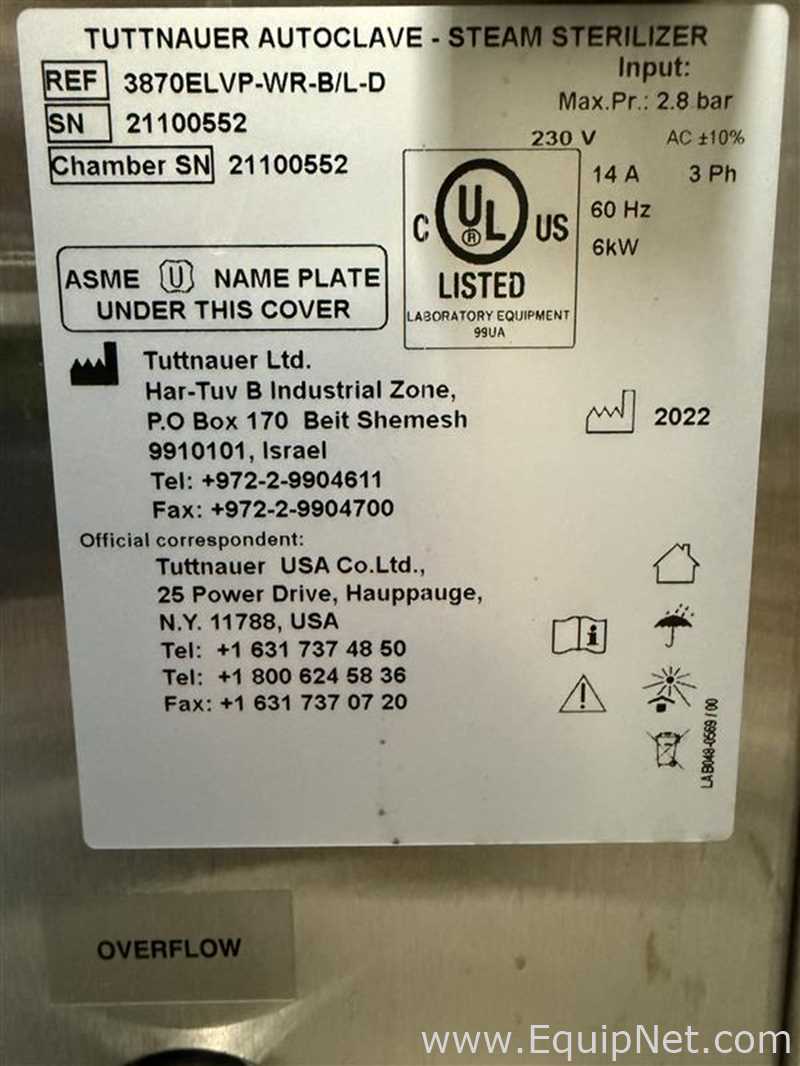 TUTTNAUER AUTOCLAVE - STEAM STERILIZER
REF 3870ELVP-WR-B/L-D
Input:
Max.Pr.: 2.8 bar
SN 21100552
230 V AC ±10%
Chamber SN 21100552
14 A 3 Ph
60 Hz
6kW
C UL ® US
LISTED
LABORATORY EQUIPMENT
99UA
ASME U NAME PLATE
UNDER THIS COVER
Tuttnauer Ltd.
Har-Tuv B Industrial Zone,
P.O Box 170 Beit Shemesh
9910101, Israel
Tel: +972-2-9904611
Fax: +972-2-9904700
2022
Official correspondent:
Tuttnauer USA Co.Ltd.,
25 Power Drive, Hauppauge,
N.Y. 11788, USA
Tel: +1 631 737 48 50
Tel: +1 800 624 58 36
Fax: +1 631 737 07 20
LAB048-0569 / 00
OVERFLOW
www.EquipNet.com